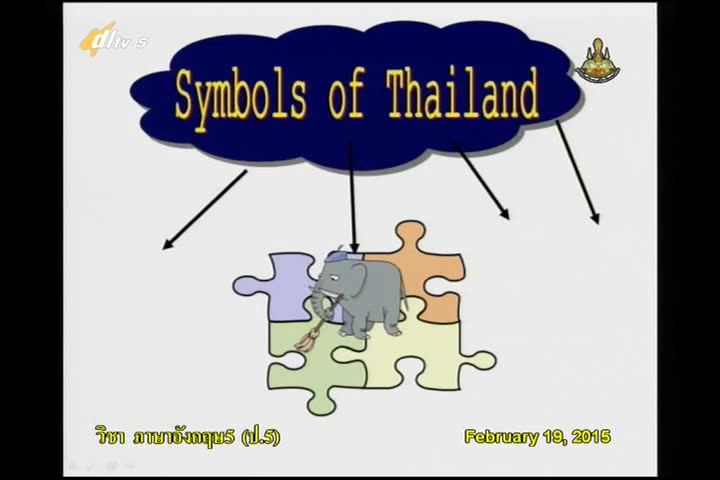 dltv 5
Symbols of Thailand
วิชา ภาษาอังกฤษ5 (ป.5)
February 19, 2015